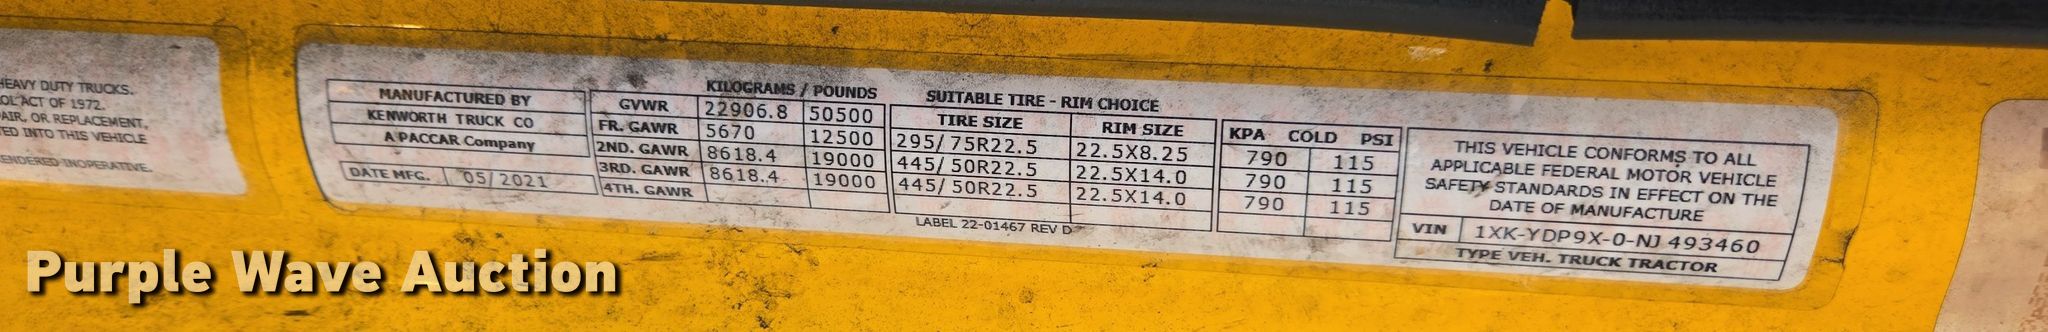 HEAVY DUTY TRUCKS.
ACT OF 1972.
OR REPLACEMENT,
INTO THIS VEHICLE
RENDERED INOPERATIVE.
MANUFACTURED BY
KENWORTH TRUCK CO
A PACCAR Company
DATE MFG. 05/2021
KILOGRAMS / POUNDS
GVWR 22906.8 50500
FR. GAWR 5670 12500
2ND. GAWR 8618.4 19000
3RD. GAWR 8618.4 19000
4TH. GAWR
SUITABLE TIRE - RIM CHOICE
TIRE SIZE RIM SIZE KPA COLD PSI
295/75R22.5 22.5X8.25 790 115
445/50R22.5 22.5X14.0 790 115
445/50R22.5 22.5X14.0 790 115
LABEL 22-01467 REV D
THIS VEHICLE CONFORMS TO ALL
APPLICABLE FEDERAL MOTOR VEHICLE
SAFETY STANDARDS IN EFFECT ON THE
DATE OF MANUFACTURE
VIN 1XK-YDP9X-0-NJ 493460
TYPE VEH. TRUCK TRACTOR
Purple Wave Auction